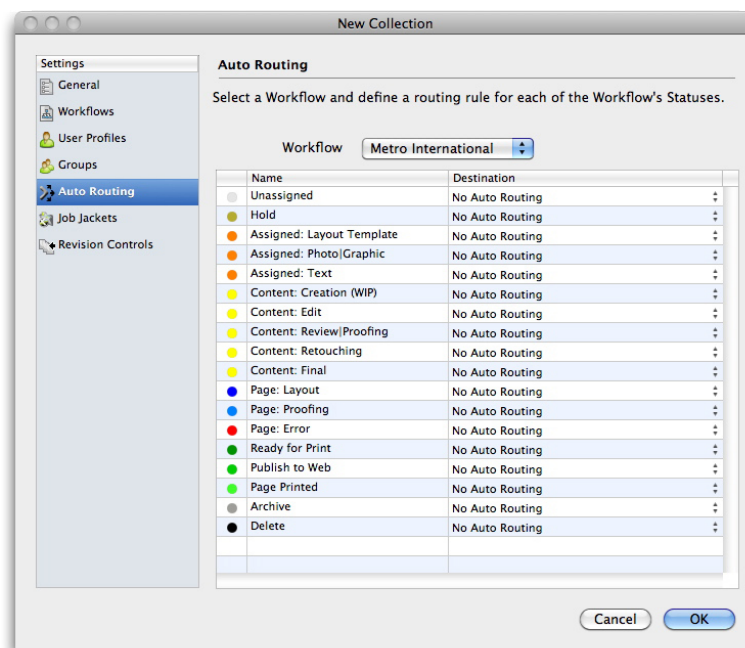 New Collection
Settings
General
Workflows
User Profiles
Groups
Auto Routing
Job Jackets
Revision Controls
Auto Routing
Select a Workflow and define a routing rule for each of the Workflow's Statuses.
Workflow Metro International
Name Destination
Unassigned No Auto Routing
Hold No Auto Routing
Assigned: Layout Template No Auto Routing
Assigned: Photo|Graphic No Auto Routing
Assigned: Text No Auto Routing
Content: Creation (WIP) No Auto Routing
Content: Edit No Auto Routing
Content: Review|Proofing No Auto Routing
Content: Retouching No Auto Routing
Content: Final No Auto Routing
Page: Layout No Auto Routing
Page: Proofing No Auto Routing
Page: Error No Auto Routing
Ready for Print No Auto Routing
Publish to Web No Auto Routing
Page Printed No Auto Routing
Archive No Auto Routing
Delete No Auto Routing
Cancel OK